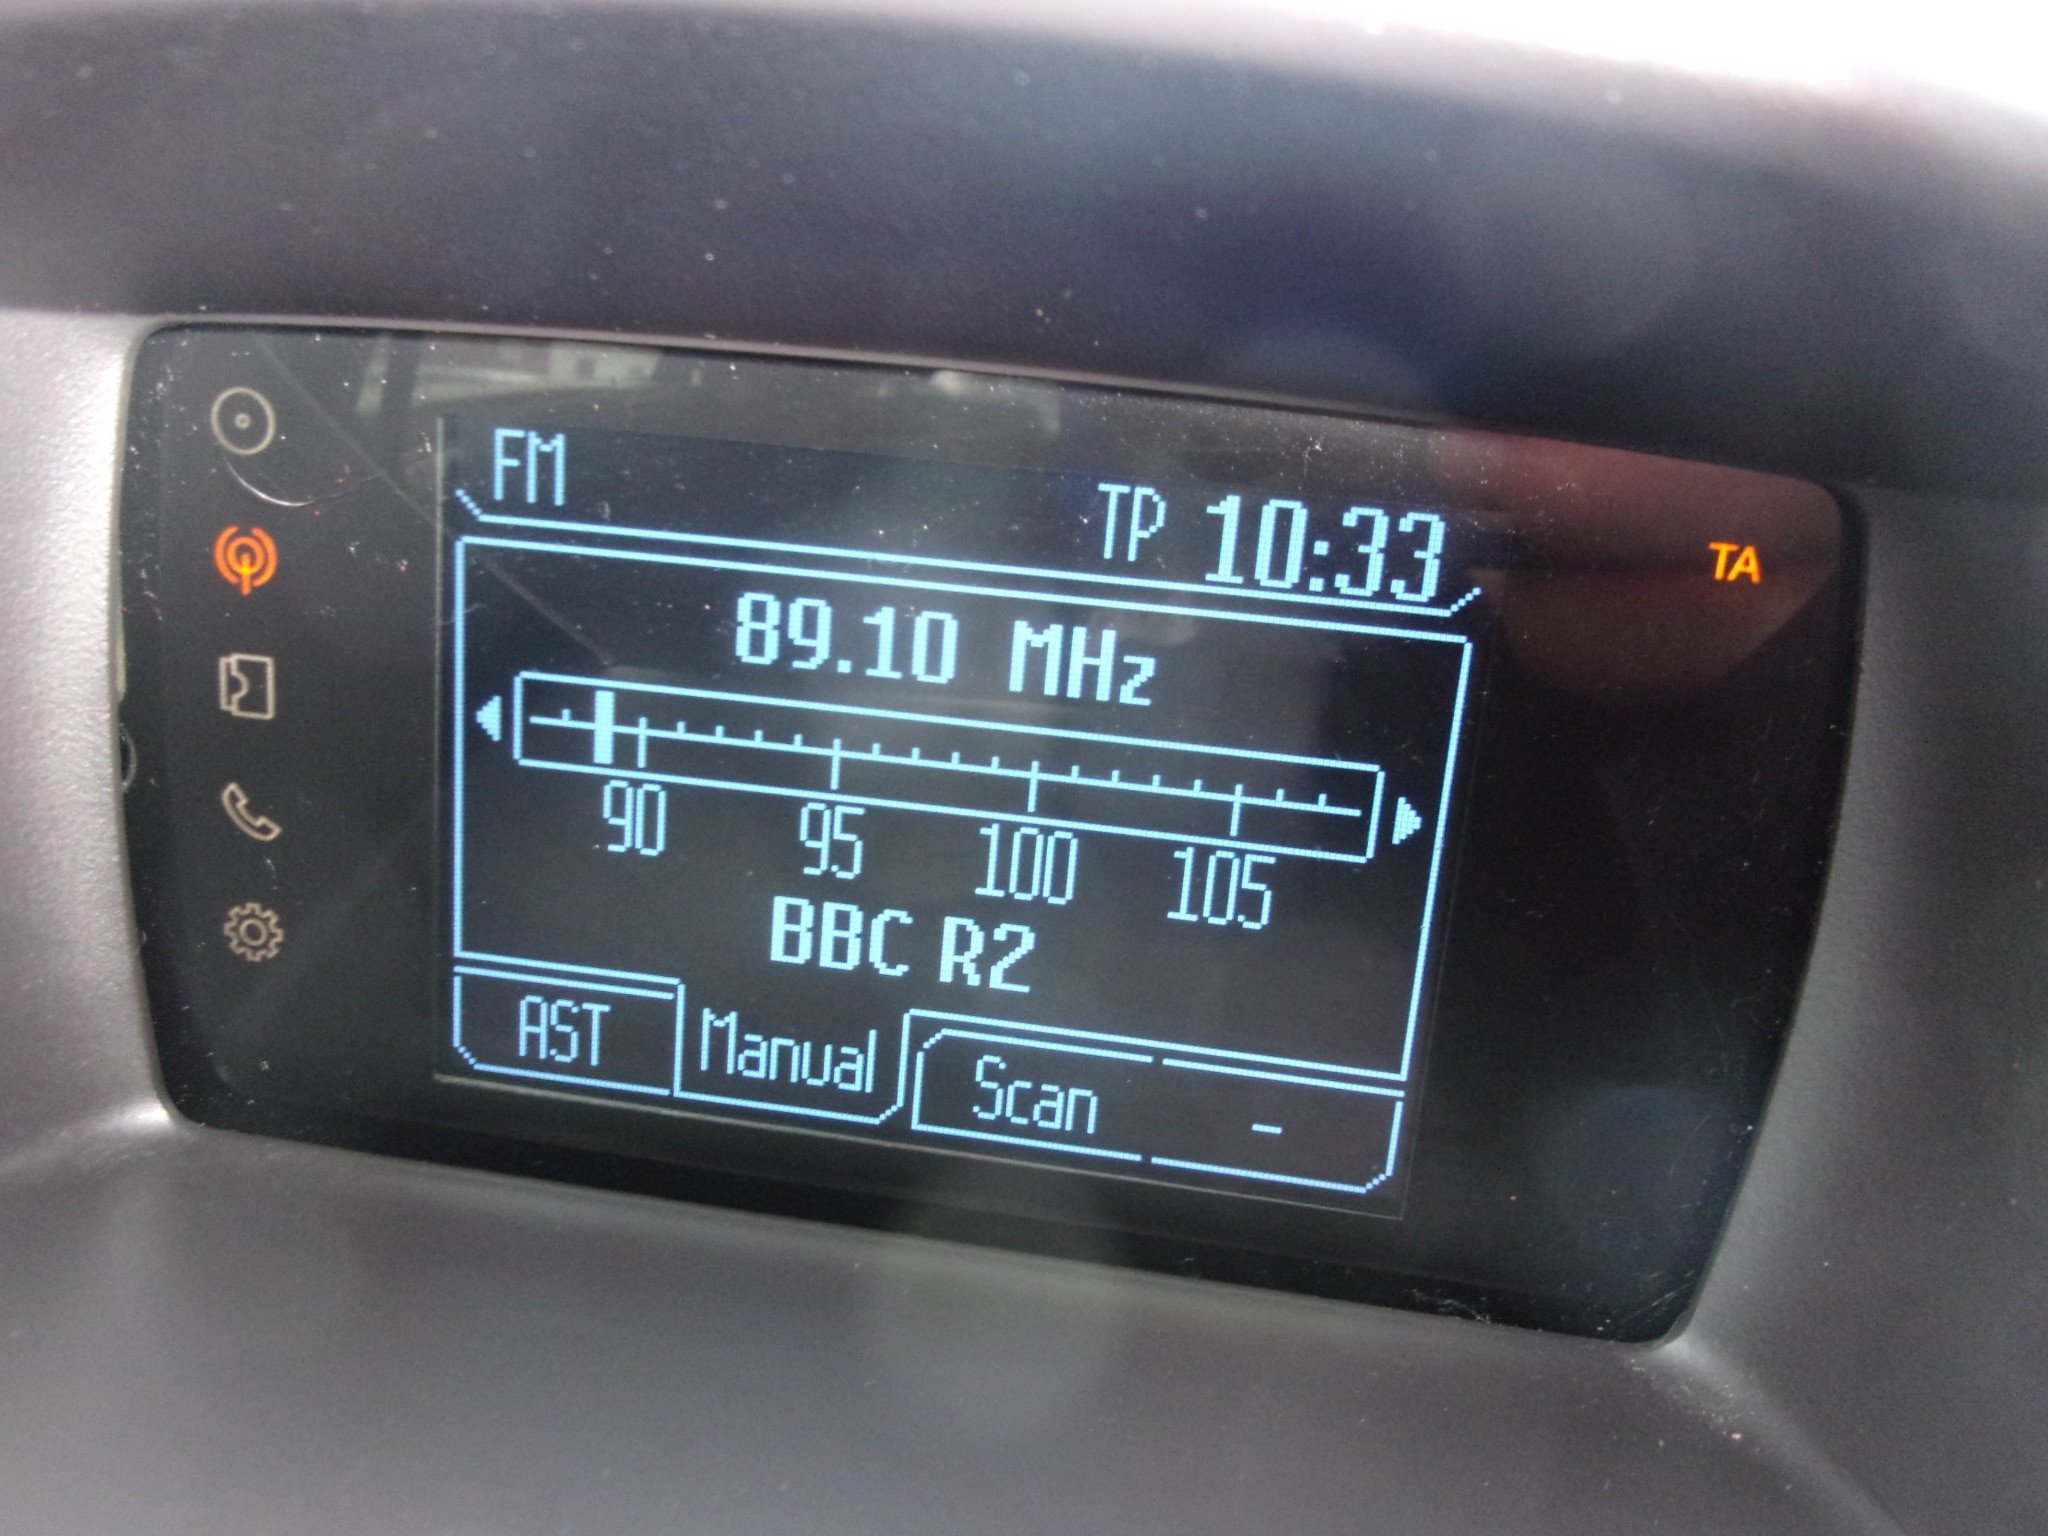 FM
TP 10:33
TA
89.10 MHz
90 95 100 105
BBC R2
AST Manual Scan -